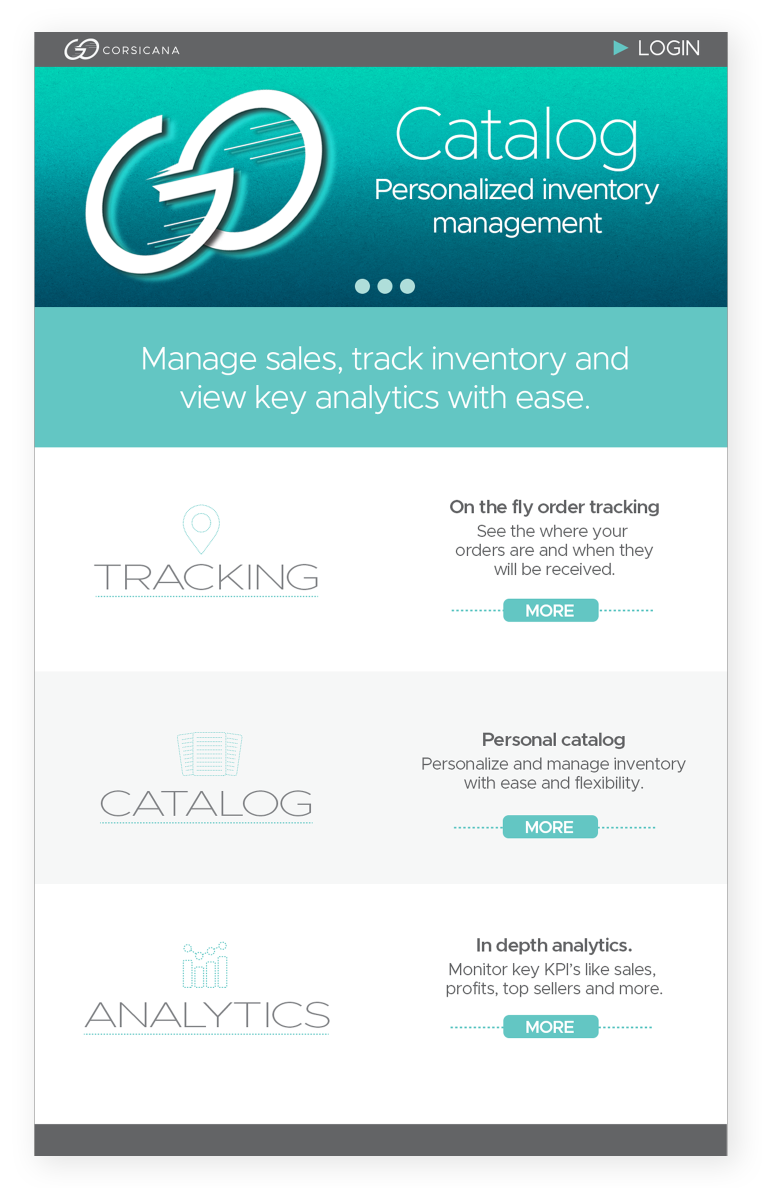 GO CORSICANA
LOGIN
GO
Catalog
Personalized inventory
management
Manage sales, track inventory and
view key analytics with ease.
TRACKING
On the fly order tracking
See the where your
orders are and when they
will be received.
MORE
CATALOG
Personal catalog
Personalize and manage inventory
with ease and flexibility.
MORE
ANALYTICS
In depth analytics.
Monitor key KPI’s like sales,
profits, top sellers and more.
MORE